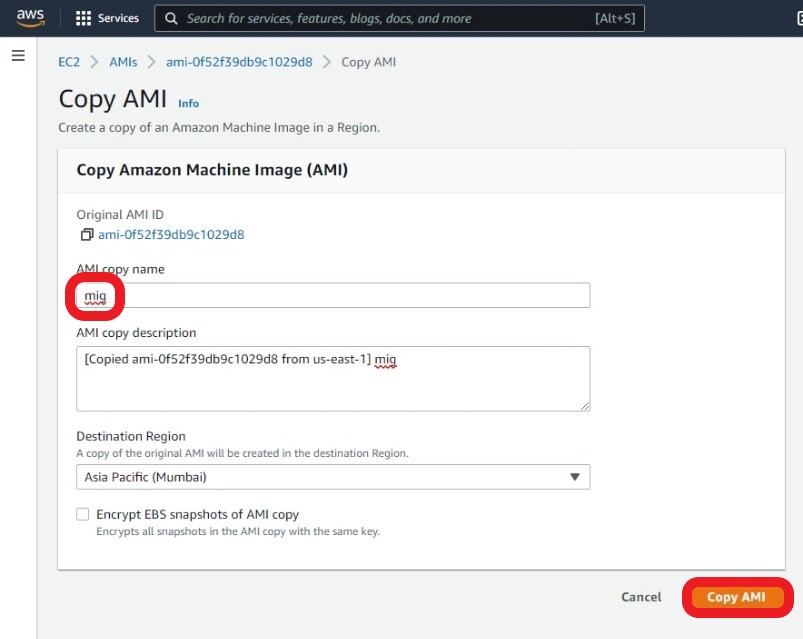 aws
Services
Search for services, features, blogs, docs, and more
[Alt+S]
EC2 > AMIs > ami-0f52f39db9c1029d8 > Copy AMI
Copy AMI Info
Create a copy of an Amazon Machine Image in a Region.
Copy Amazon Machine Image (AMI)
Original AMI ID
ami-0f52f39db9c1029d8
AMI copy name
mig
AMI copy description
[Copied ami-0f52f39db9c1029d8 from us-east-1] mig
Destination Region
A copy of the original AMI will be created in the destination Region.
Asia Pacific (Mumbai)
Encrypt EBS snapshots of AMI copy
Encrypts all snapshots in the AMI copy with the same key.
Cancel
Copy AMI